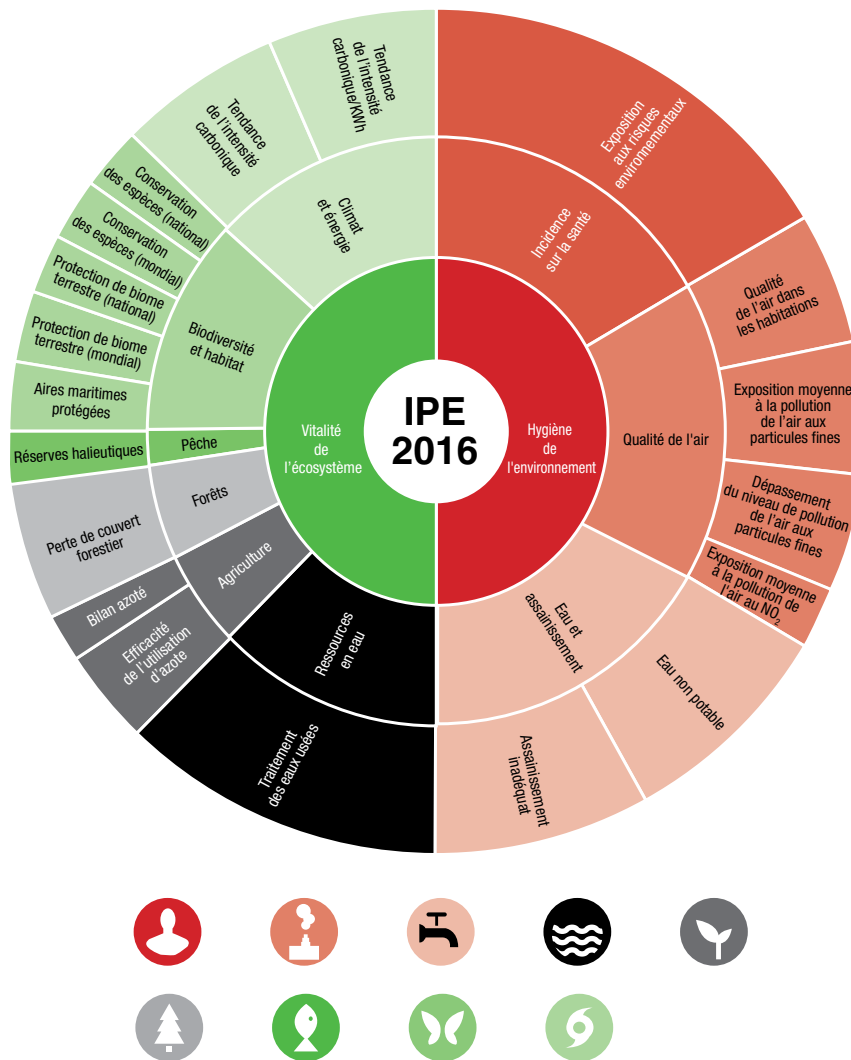 IPE
2016
Hygiène
de
l'environnement
Incidence
sur la santé
Exposition
aux risques
environnementaux
Qualité de l'air
Qualité
de l'air dans
les habitations
Exposition moyenne
à la pollution
de l'air aux
particules fines
Dépassement
du niveau de pollution
de l'air aux
particules fines
Exposition moyenne
à la pollution de
l'air au NO₂
Eau et
assainissement
Eau non potable
Assainissement
inadéquat
Vitalité
de
l'écosystème
Ressources
en eau
Traitement
des eaux usées
Agriculture
Efficacité
de l'utilisation
d'azote
Bilan azoté
Forêts
Perte de couvert
forestier
Pêche
Réserves halieutiques
Biodiversité
et habitat
Aires maritimes
protégées
Protection de biome
terrestre (mondial)
Protection de biome
terrestre (national)
Conservation
des espèces (mondial)
Conservation
des espèces (national)
Climat
et énergie
Tendance
de l'intensité
carbonique
Tendance
de l'intensité
carbonique/KWh